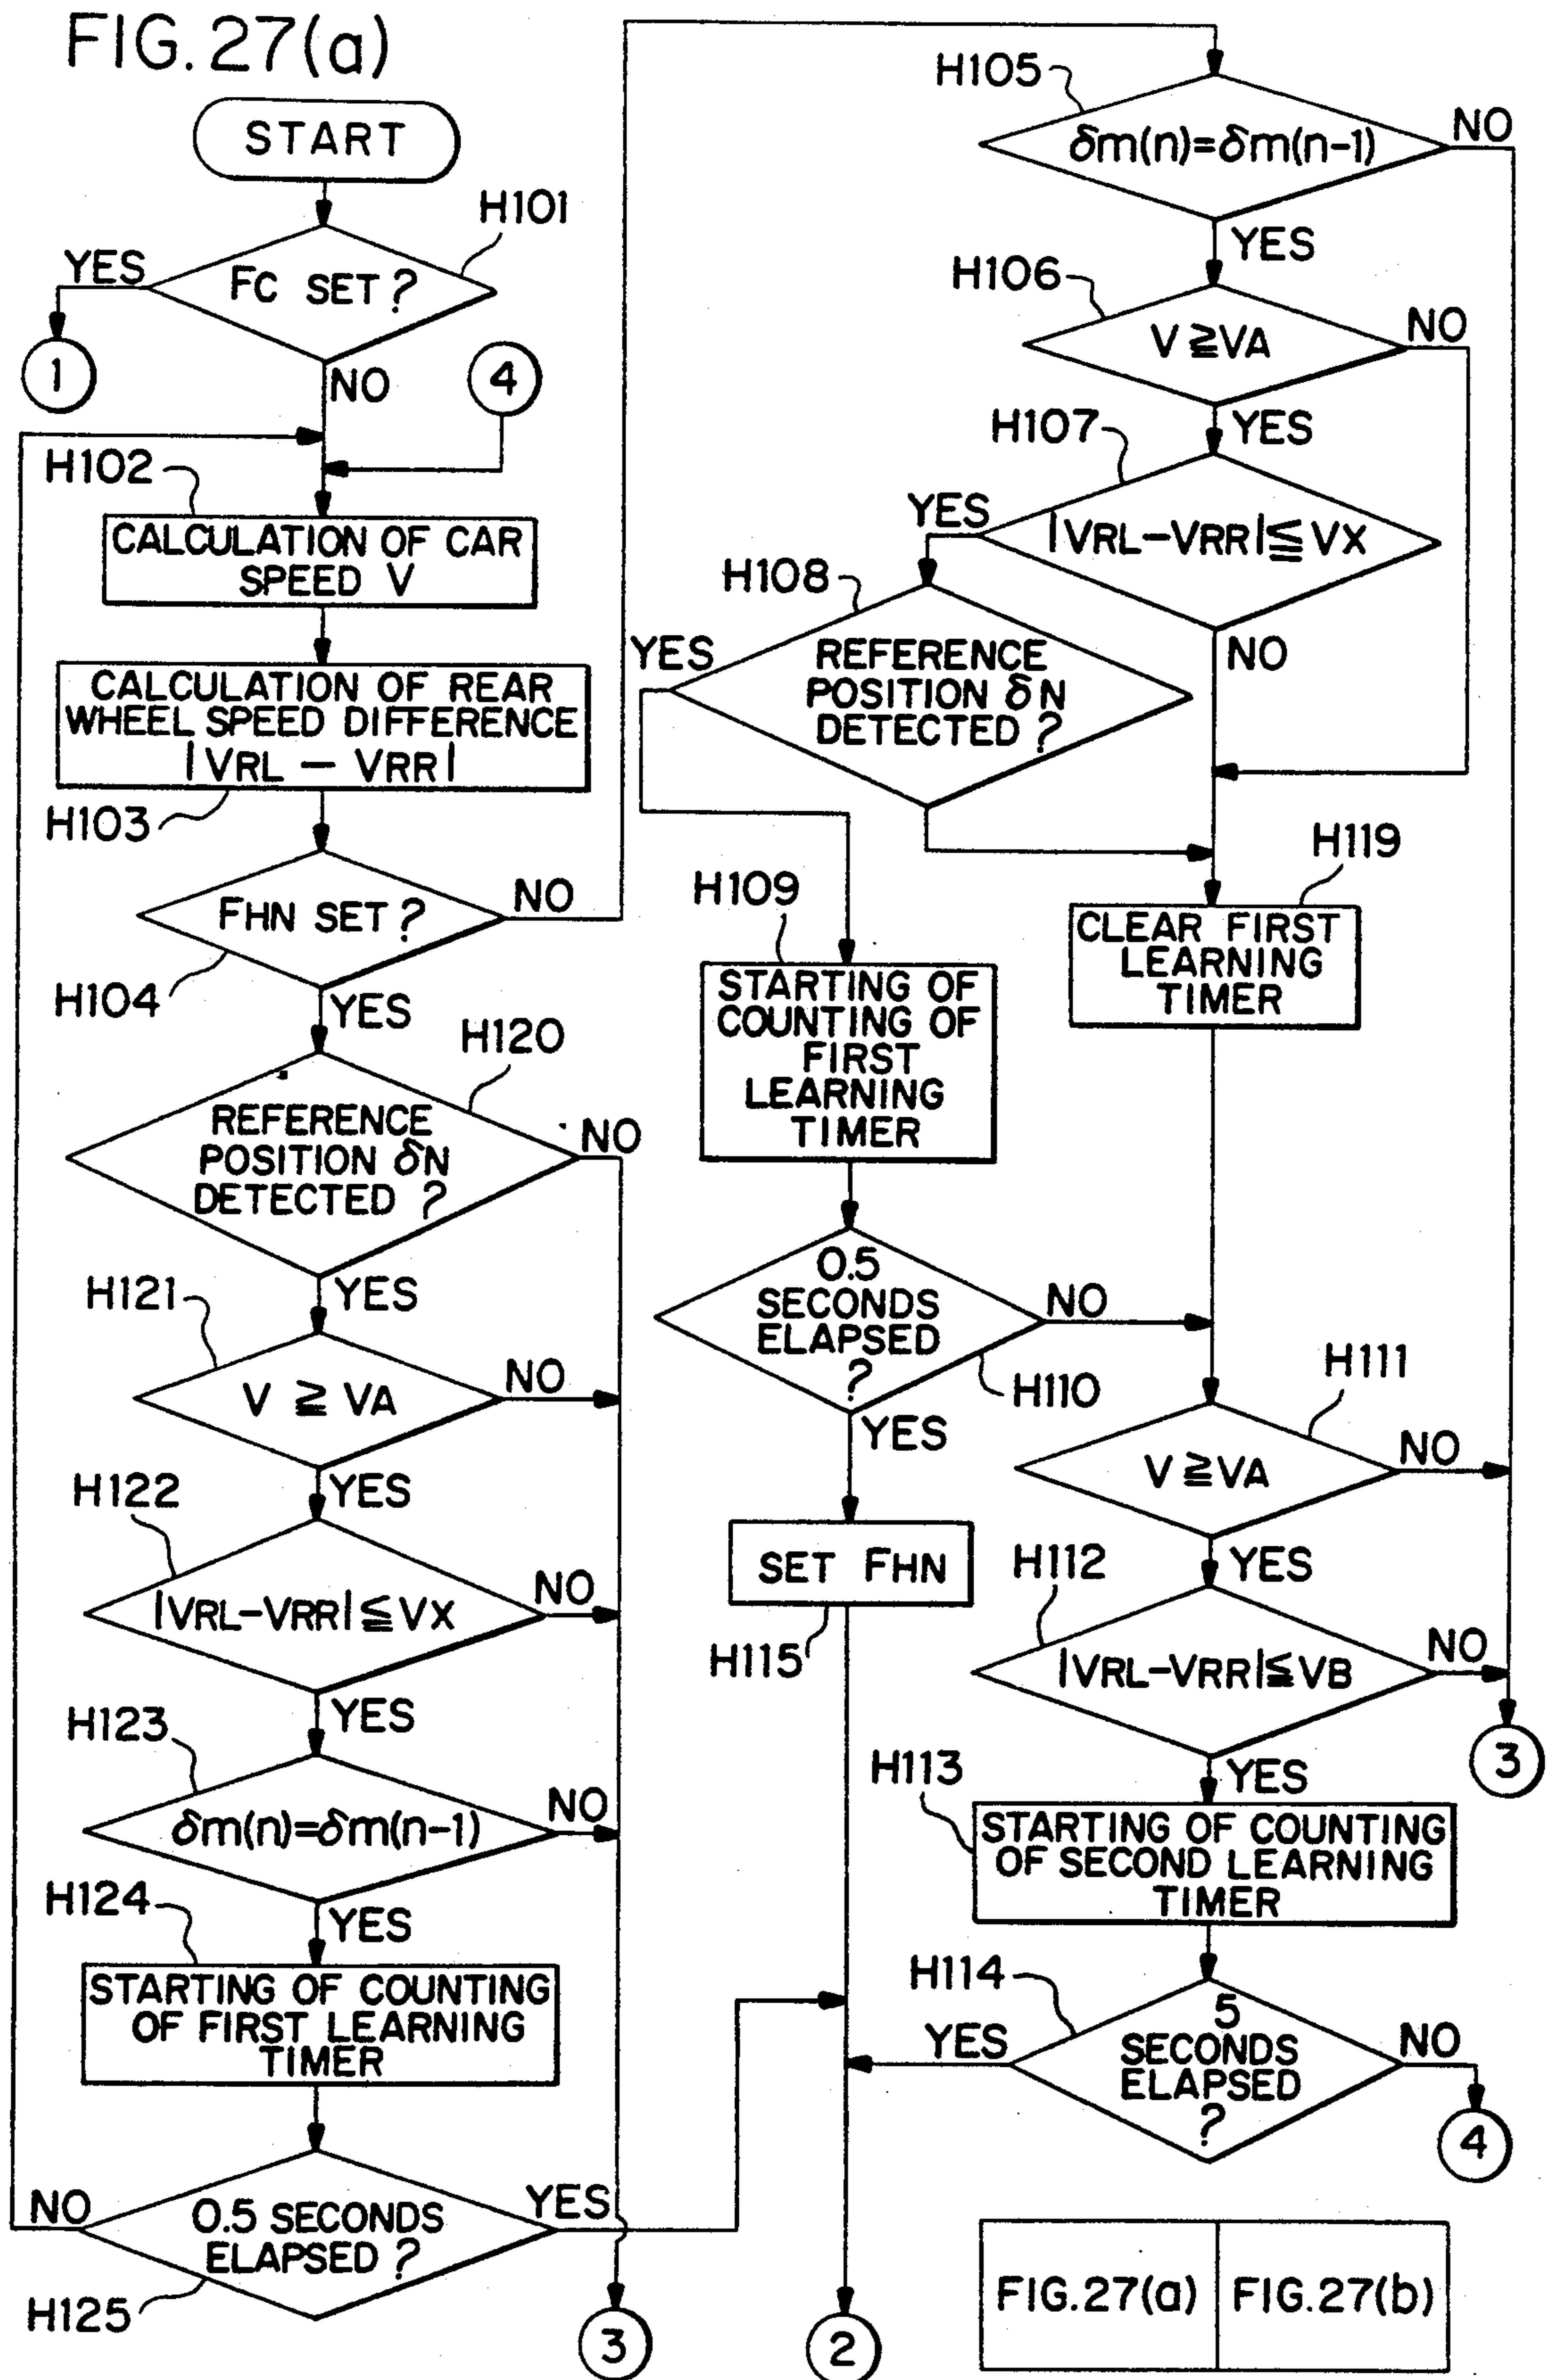 FIG. 27(a)
START
H101
YES
FC SET ?
1
NO
4
H102
CALCULATION OF CAR
SPEED V
CALCULATION OF REAR
WHEEL SPEED DIFFERENCE
|VRL – VRR|
H103
FHN SET ?
NO
H104
YES
H120
REFERENCE
POSITION δN
DETECTED ?
NO
YES
H121
V ≧ VA
NO
YES
H122
|VRL-VRR| ≦ VX
NO
YES
H123
δm(n)=δm(n-1)
NO
YES
H124
STARTING OF COUNTING
OF FIRST LEARNING
TIMER
NO
0.5 SECONDS
ELAPSED ?
YES
H125
3
H105
δm(n)=δm(n-1)
NO
YES
H106
V ≧ VA
NO
YES
H107
|VRL-VRR| ≦ VX
YES
NO
H108
YES
REFERENCE
POSITION δN
DETECTED ?
H109
STARTING OF
COUNTING OF
FIRST
LEARNING
TIMER
H119
CLEAR FIRST
LEARNING
TIMER
0.5
SECONDS
ELAPSED
?
NO
H110
YES
SET FHN
H115
2
H111
V ≧ VA
NO
YES
H112
|VRL-VRR| ≦ VB
NO
3
YES
H113
STARTING OF COUNTING
OF SECOND LEARNING
TIMER
H114
5
SECONDS
ELAPSED
?
YES
NO
4
FIG.27(a) FIG.27(b)